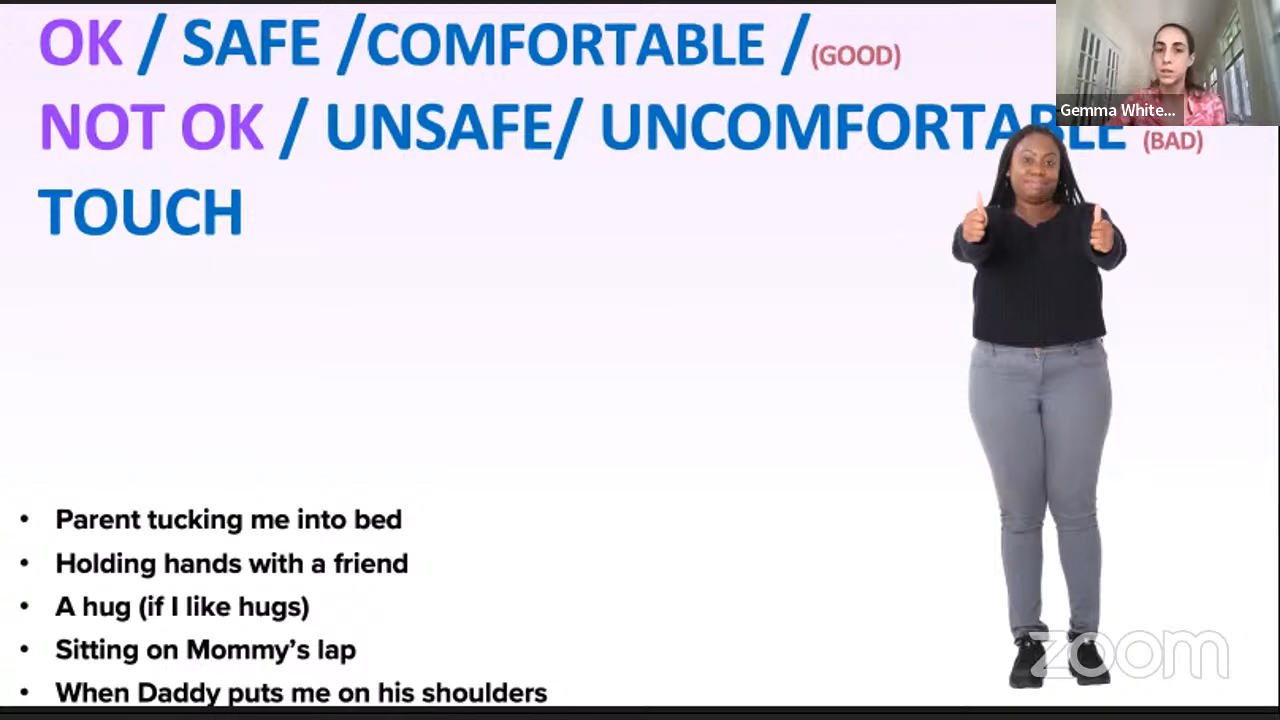 OK / SAFE /COMFORTABLE /(GOOD)
NOT OK / UNSAFE/ UNCOMFORTABLE (BAD)
TOUCH
Gemma White...
• Parent tucking me into bed
• Holding hands with a friend
• A hug (if I like hugs)
• Sitting on Mommy’s lap
• When Daddy puts me on his shoulders
zoom